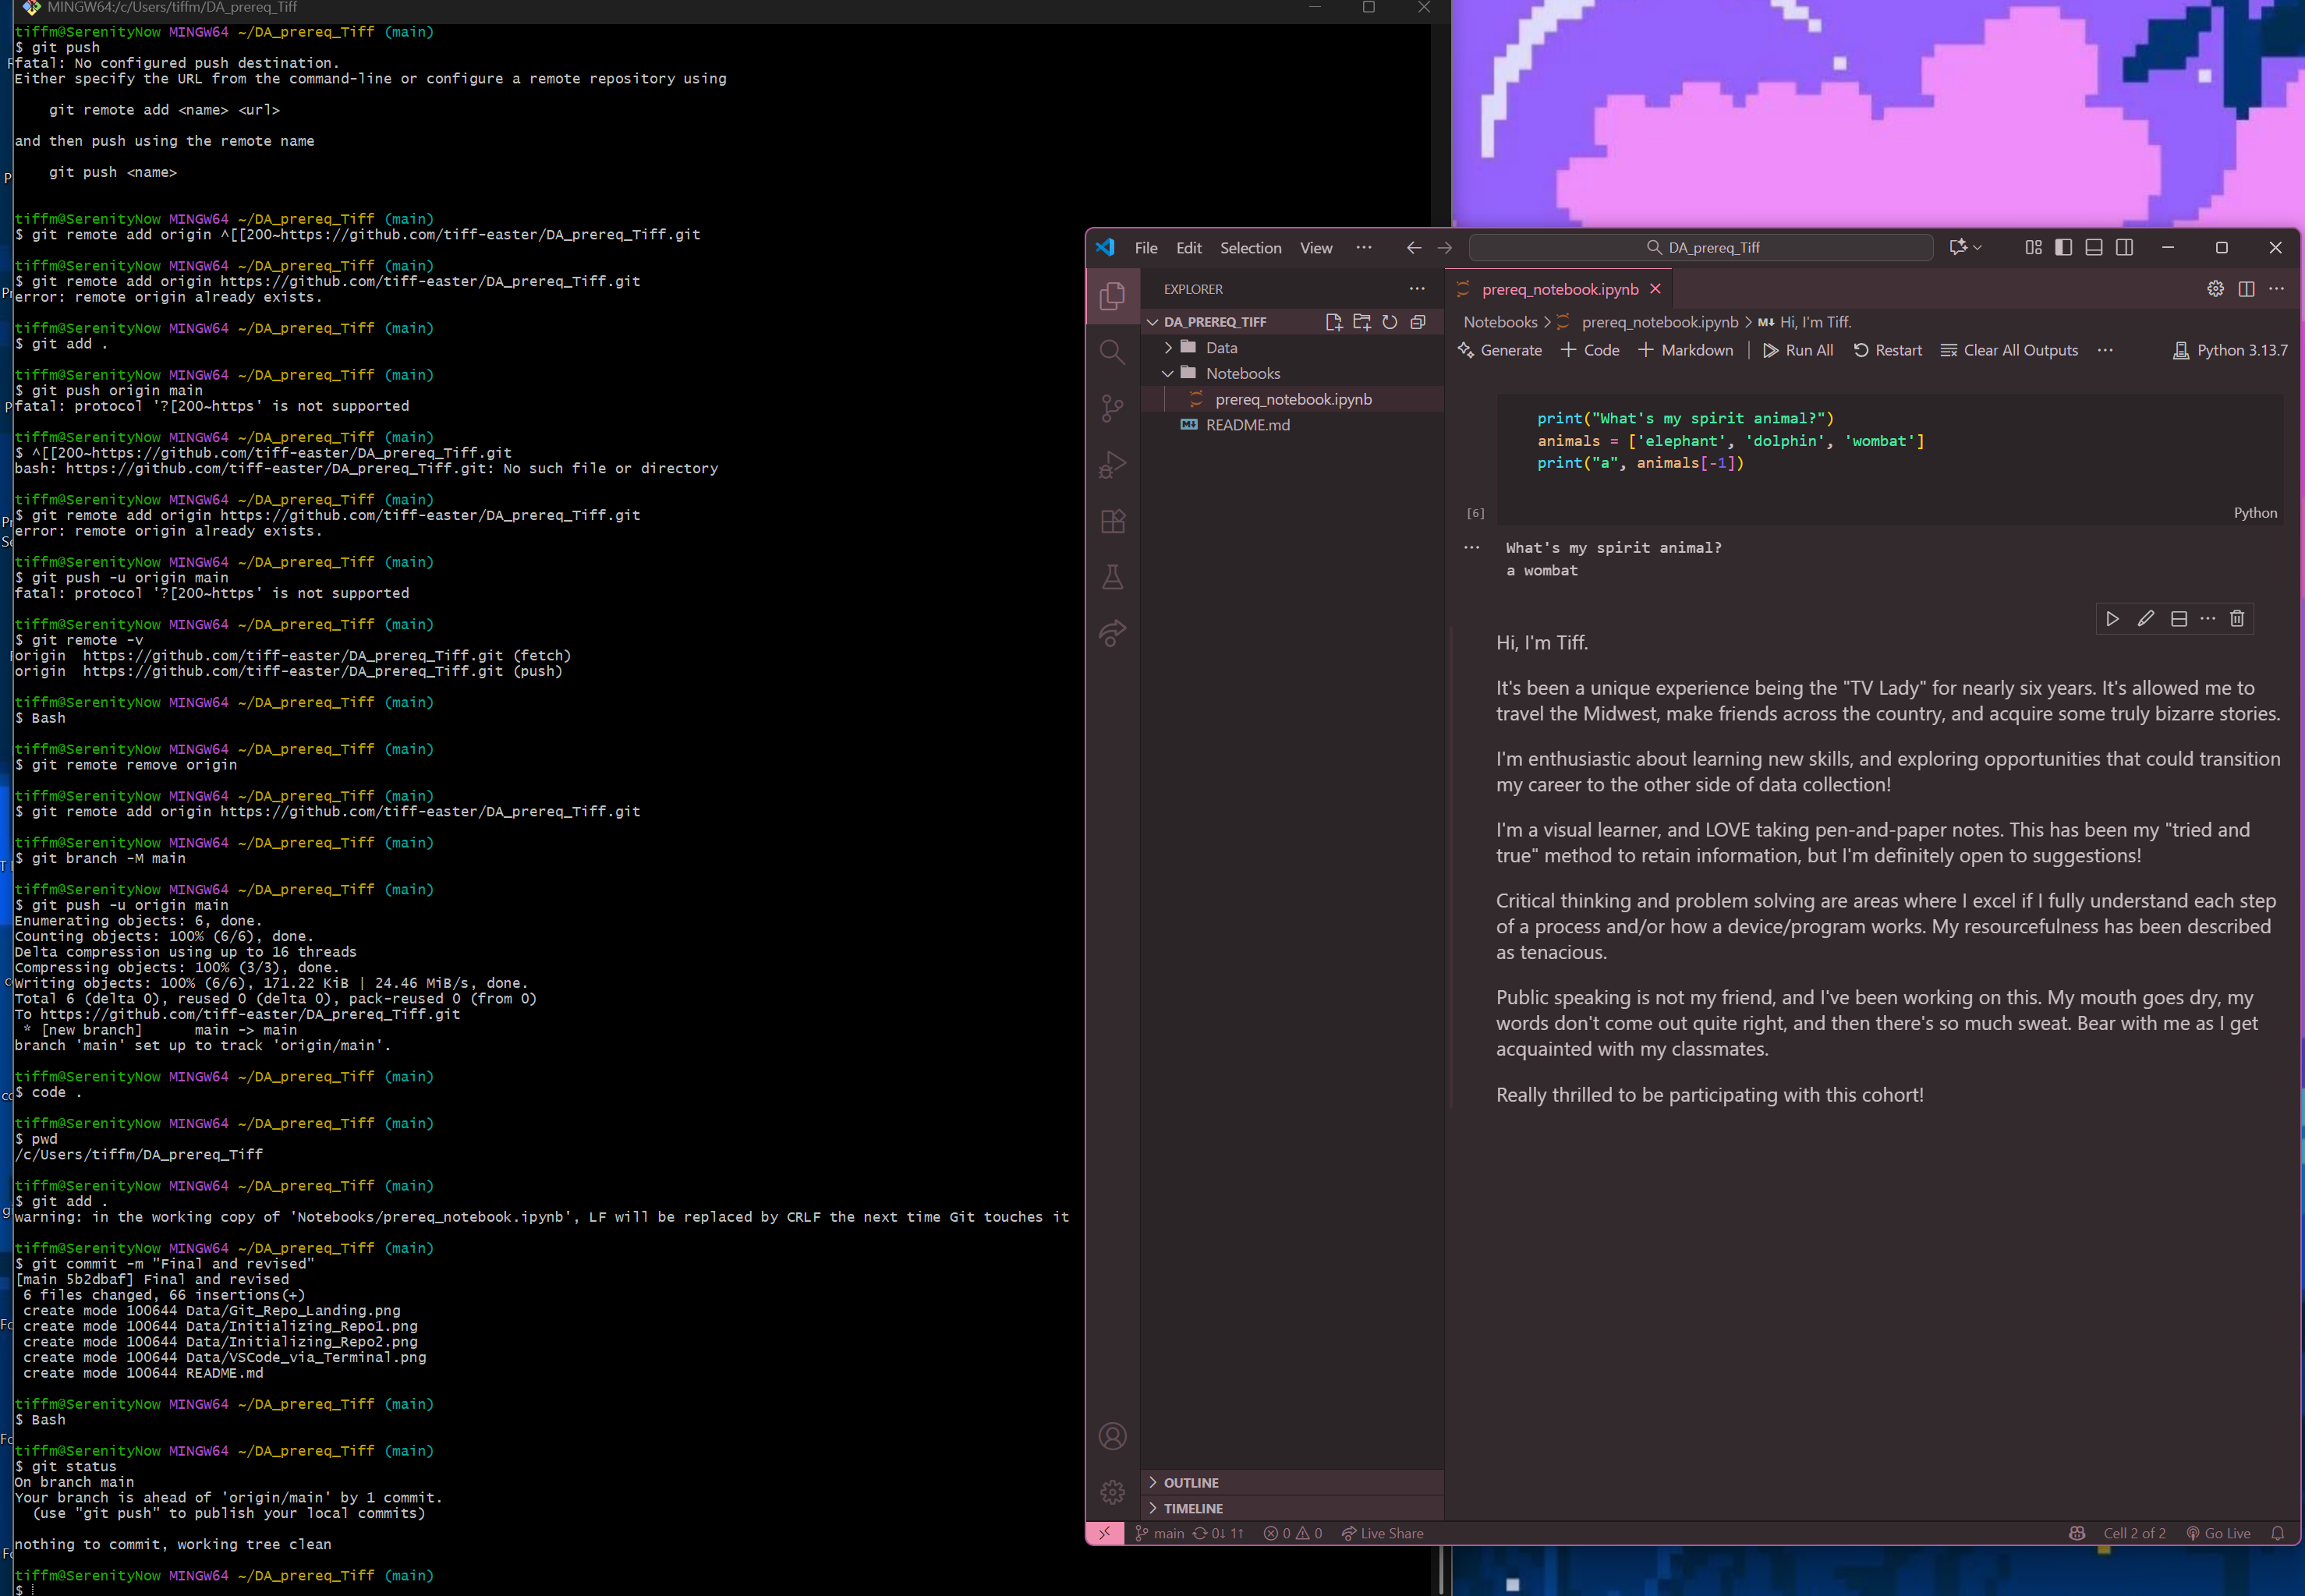 MINGW64:/c/Users/tiffm/DA_prereq_Tiff
tiffm@SerenityNow MINGW64 ~/DA_prereq_Tiff (main)
$ git push
fatal: No configured push destination.
Either specify the URL from the command-line or configure a remote repository using
git remote add <name> <url>
and then push using the remote name
git push <name>
tiffm@SerenityNow MINGW64 ~/DA_prereq_Tiff (main)
$ git remote add origin ^[[200~https://github.com/tiff-easter/DA_prereq_Tiff.git
tiffm@SerenityNow MINGW64 ~/DA_prereq_Tiff (main)
$ git remote add origin https://github.com/tiff-easter/DA_prereq_Tiff.git
error: remote origin already exists.
tiffm@SerenityNow MINGW64 ~/DA_prereq_Tiff (main)
$ git add .
tiffm@SerenityNow MINGW64 ~/DA_prereq_Tiff (main)
$ git push origin main
fatal: protocol '?[200~https' is not supported
tiffm@SerenityNow MINGW64 ~/DA_prereq_Tiff (main)
$ ^[[200~https://github.com/tiff-easter/DA_prereq_Tiff.git
bash: https://github.com/tiff-easter/DA_prereq_Tiff.git: No such file or directory
tiffm@SerenityNow MINGW64 ~/DA_prereq_Tiff (main)
$ git remote add origin https://github.com/tiff-easter/DA_prereq_Tiff.git
error: remote origin already exists.
tiffm@SerenityNow MINGW64 ~/DA_prereq_Tiff (main)
$ git push -u origin main
fatal: protocol '?[200~https' is not supported
tiffm@SerenityNow MINGW64 ~/DA_prereq_Tiff (main)
$ git remote -v
origin  https://github.com/tiff-easter/DA_prereq_Tiff.git (fetch)
origin  https://github.com/tiff-easter/DA_prereq_Tiff.git (push)
tiffm@SerenityNow MINGW64 ~/DA_prereq_Tiff (main)
$ Bash
tiffm@SerenityNow MINGW64 ~/DA_prereq_Tiff (main)
$ git remote remove origin
tiffm@SerenityNow MINGW64 ~/DA_prereq_Tiff (main)
$ git remote add origin https://github.com/tiff-easter/DA_prereq_Tiff.git
tiffm@SerenityNow MINGW64 ~/DA_prereq_Tiff (main)
$ git branch -M main
tiffm@SerenityNow MINGW64 ~/DA_prereq_Tiff (main)
$ git push -u origin main
Enumerating objects: 6, done.
Counting objects: 100% (6/6), done.
Delta compression using up to 16 threads
Compressing objects: 100% (3/3), done.
Writing objects: 100% (6/6), 171.22 KiB | 24.46 MiB/s, done.
Total 6 (delta 0), reused 0 (delta 0), pack-reused 0 (from 0)
To https://github.com/tiff-easter/DA_prereq_Tiff.git
* [new branch]      main -> main
branch 'main' set up to track 'origin/main'.
tiffm@SerenityNow MINGW64 ~/DA_prereq_Tiff (main)
$ code .
tiffm@SerenityNow MINGW64 ~/DA_prereq_Tiff (main)
$ pwd
/c/Users/tiffm/DA_prereq_Tiff
tiffm@SerenityNow MINGW64 ~/DA_prereq_Tiff (main)
$ git add .
warning: in the working copy of 'Notebooks/prereq_notebook.ipynb', LF will be replaced by CRLF the next time Git touches it
tiffm@SerenityNow MINGW64 ~/DA_prereq_Tiff (main)
$ git commit -m "Final and revised"
[main 5b2dbaf] Final and revised
6 files changed, 66 insertions(+)
create mode 100644 Data/Git_Repo_Landing.png
create mode 100644 Data/Initializing_Repo1.png
create mode 100644 Data/Initializing_Repo2.png
create mode 100644 Data/VSCode_via_Terminal.png
create mode 100644 README.md
tiffm@SerenityNow MINGW64 ~/DA_prereq_Tiff (main)
$ Bash
tiffm@SerenityNow MINGW64 ~/DA_prereq_Tiff (main)
$ git status
On branch main
Your branch is ahead of 'origin/main' by 1 commit.
(use "git push" to publish your local commits)
nothing to commit, working tree clean
tiffm@SerenityNow MINGW64 ~/DA_prereq_Tiff (main)
$
File Edit Selection View ··· DA_prereq_Tiff
EXPLORER ···
DA_PREREQ_TIFF
Data
Notebooks
prereq_notebook.ipynb
README.md
OUTLINE
TIMELINE
prereq_notebook.ipynb
Notebooks > prereq_notebook.ipynb > M↓ Hi, I'm Tiff.
Generate + Code + Markdown | Run All Restart Clear All Outputs ··· Python 3.13.7
print("What's my spirit animal?")
animals = ['elephant', 'dolphin', 'wombat']
print("a", animals[-1])
[6] Python
··· What's my spirit animal?
a wombat
Hi, I'm Tiff.
It's been a unique experience being the "TV Lady" for nearly six years. It's allowed me to
travel the Midwest, make friends across the country, and acquire some truly bizarre stories.
I'm enthusiastic about learning new skills, and exploring opportunities that could transition
my career to the other side of data collection!
I'm a visual learner, and LOVE taking pen-and-paper notes. This has been my "tried and
true" method to retain information, but I'm definitely open to suggestions!
Critical thinking and problem solving are areas where I excel if I fully understand each step
of a process and/or how a device/program works. My resourcefulness has been described
as tenacious.
Public speaking is not my friend, and I've been working on this. My mouth goes dry, my
words don't come out quite right, and then there's so much sweat. Bear with me as I get
acquainted with my classmates.
Really thrilled to be participating with this cohort!
main 0↓ 1↑ 0 0 Live Share Cell 2 of 2 Go Live